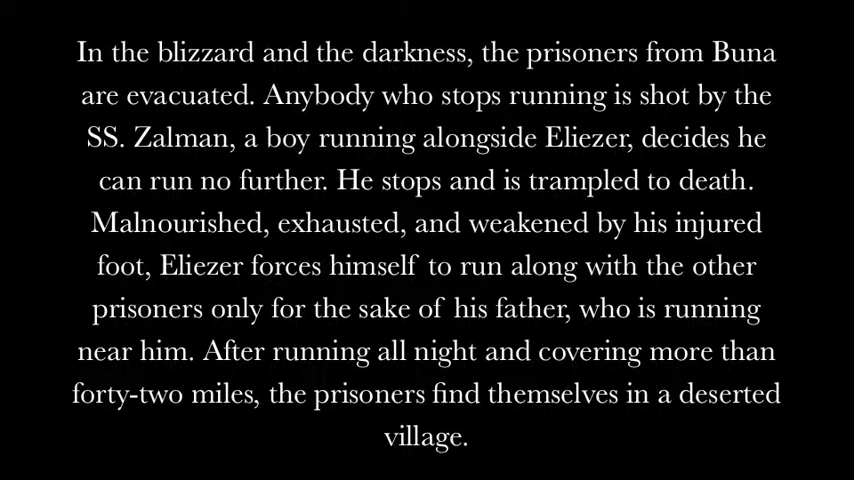 In the blizzard and the darkness, the prisoners from Buna
are evacuated. Anybody who stops running is shot by the
SS. Zalman, a boy running alongside Eliezer, decides he
can run no further. He stops and is trampled to death.
Malnourished, exhausted, and weakened by his injured
foot, Eliezer forces himself to run along with the other
prisoners only for the sake of his father, who is running
near him. After running all night and covering more than
forty-two miles, the prisoners find themselves in a deserted
village.